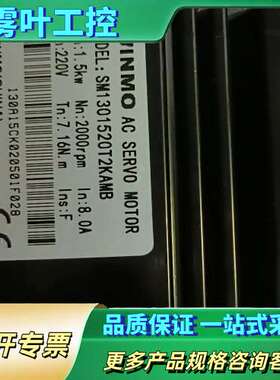 雾叶工控
INMO AC SERVO MOTOR
DEL: SM1301520T2KAMB
1.5kw Nn:2000rpm In:8.0A
220V Tn:7.16N.m Ins:F
130A15CK020501F028
开专票
品质保证 一站式采
更多产品规格咨询客